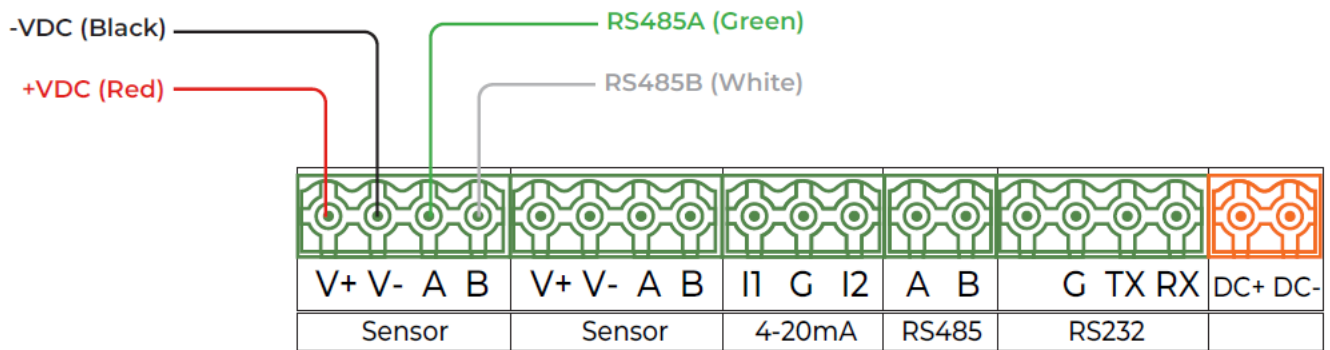 -VDC (Black)
RS485A (Green)
+VDC (Red)
RS485B (White)
V+ V- A B V+ V- A B I1 G I2 A B G TX RX DC+ DC-
Sensor Sensor 4-20mA RS485 RS232